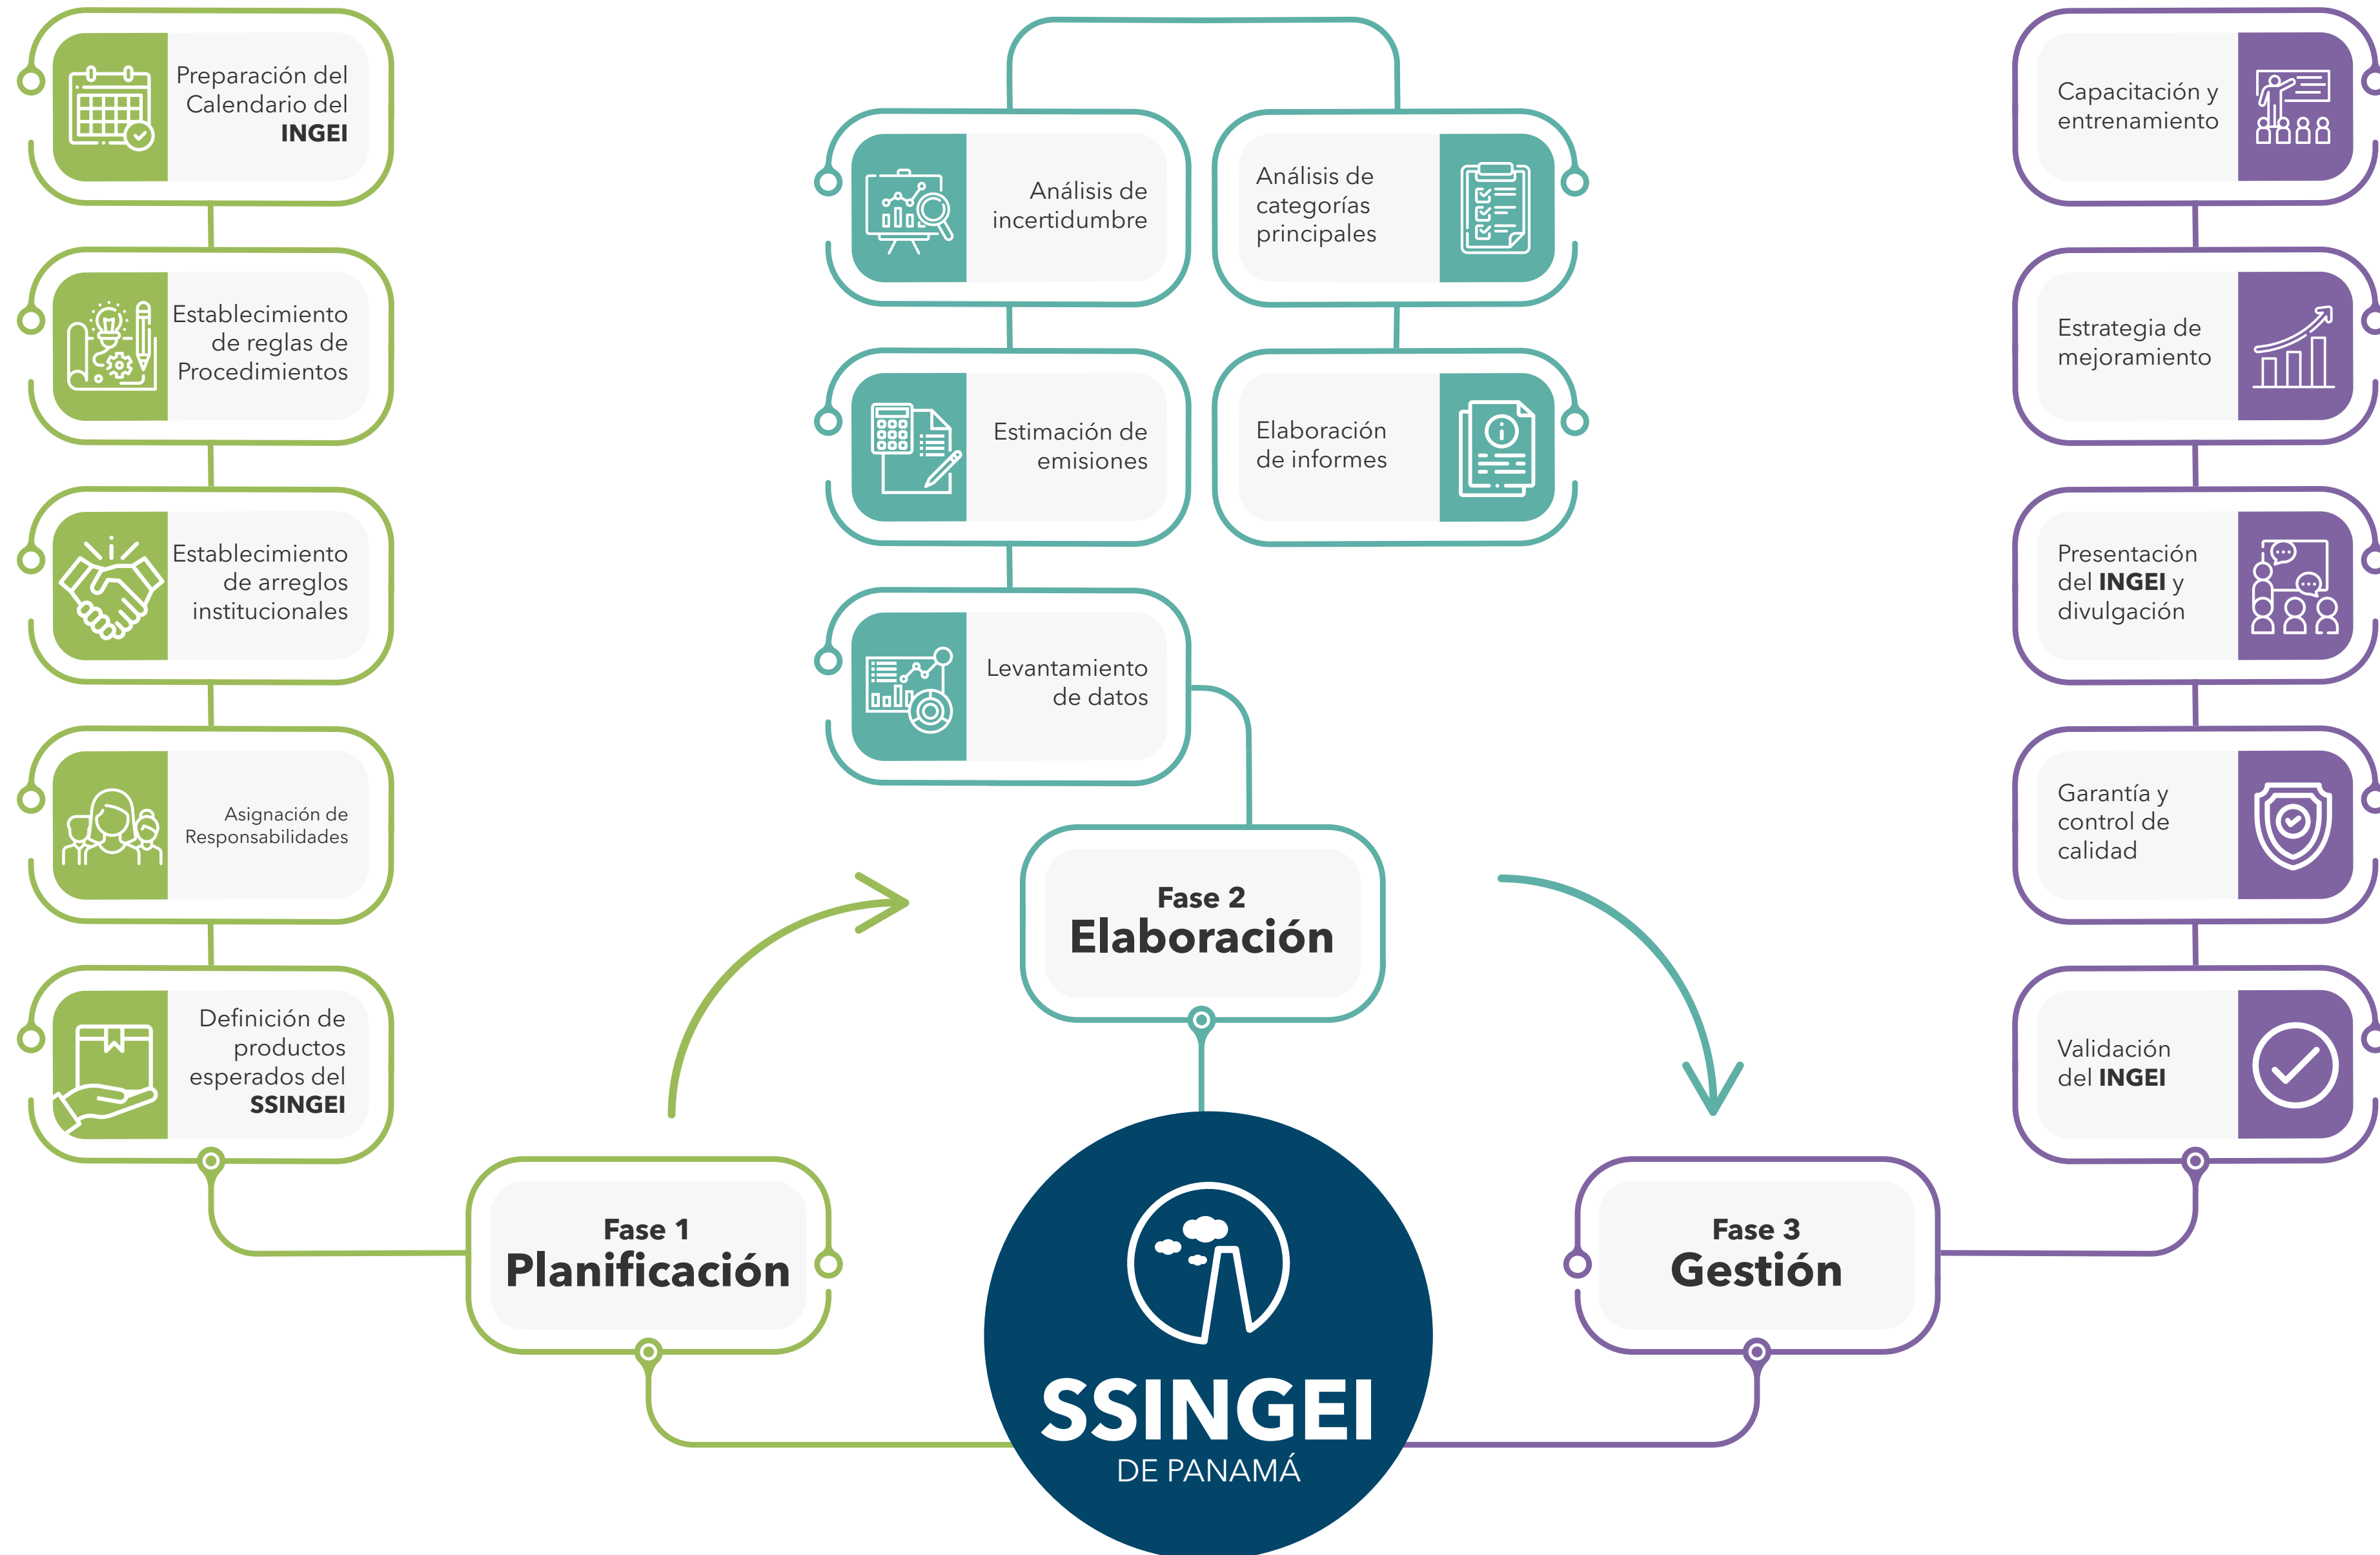 Preparación del
Calendario del
INGEI
Establecimiento
de reglas de
Procedimientos
Establecimiento
de arreglos
institucionales
Asignación de
Responsabilidades
Definición de
productos
esperados del
SSINGEI
Fase 1
Planificación
Análisis de
incertidumbre
Análisis de
categorías
principales
Estimación de
emisiones
Elaboración
de informes
Levantamiento
de datos
Fase 2
Elaboración
SSINGEI
DE PANAMÁ
Capacitación y
entrenamiento
Estrategia de
mejoramiento
Presentación
del INGEI y
divulgación
Garantía y
control de
calidad
Validación
del INGEI
Fase 3
Gestión